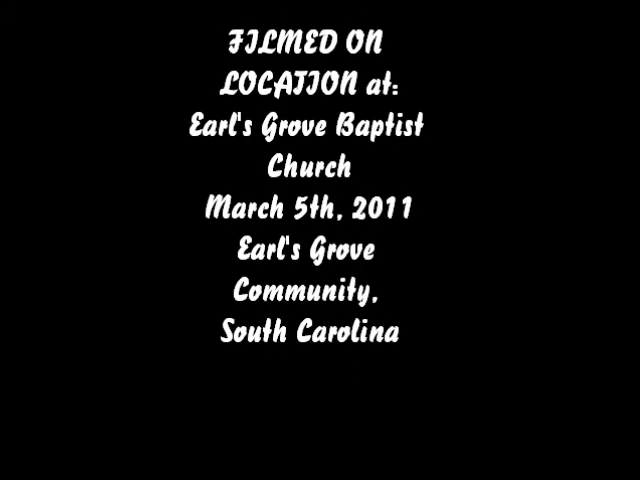 FILMED ON
LOCATION at:
Earl's Grove Baptist
Church
March 5th, 2011
Earl's Grove
Community,
South Carolina